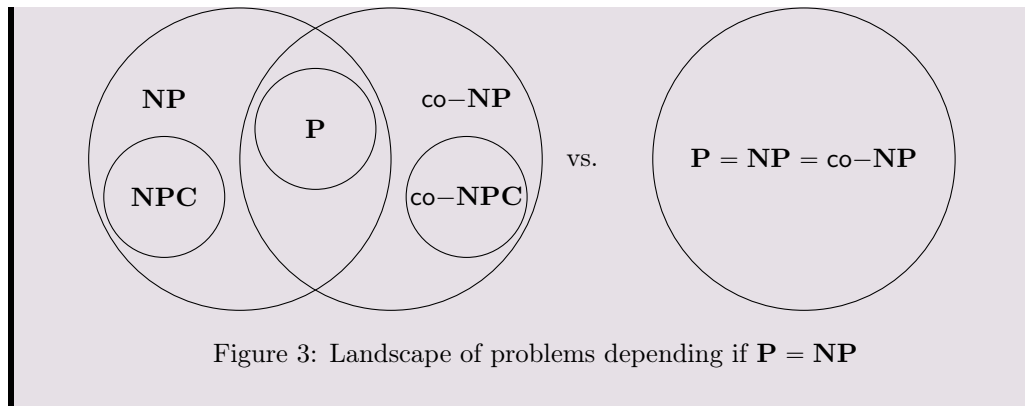 NP
co−NP
P
NPC
co−NPC
vs.
P = NP = co−NP
Figure 3: Landscape of problems depending if P = NP